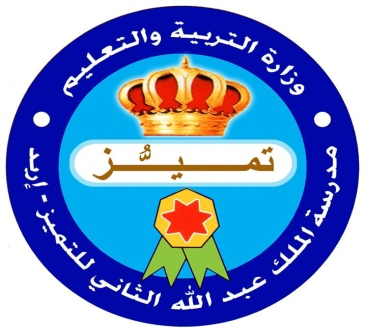 وزارة التربية والتعليم
تميُّز
مدرسة الملك عبد الله الثاني للتميز - إربد